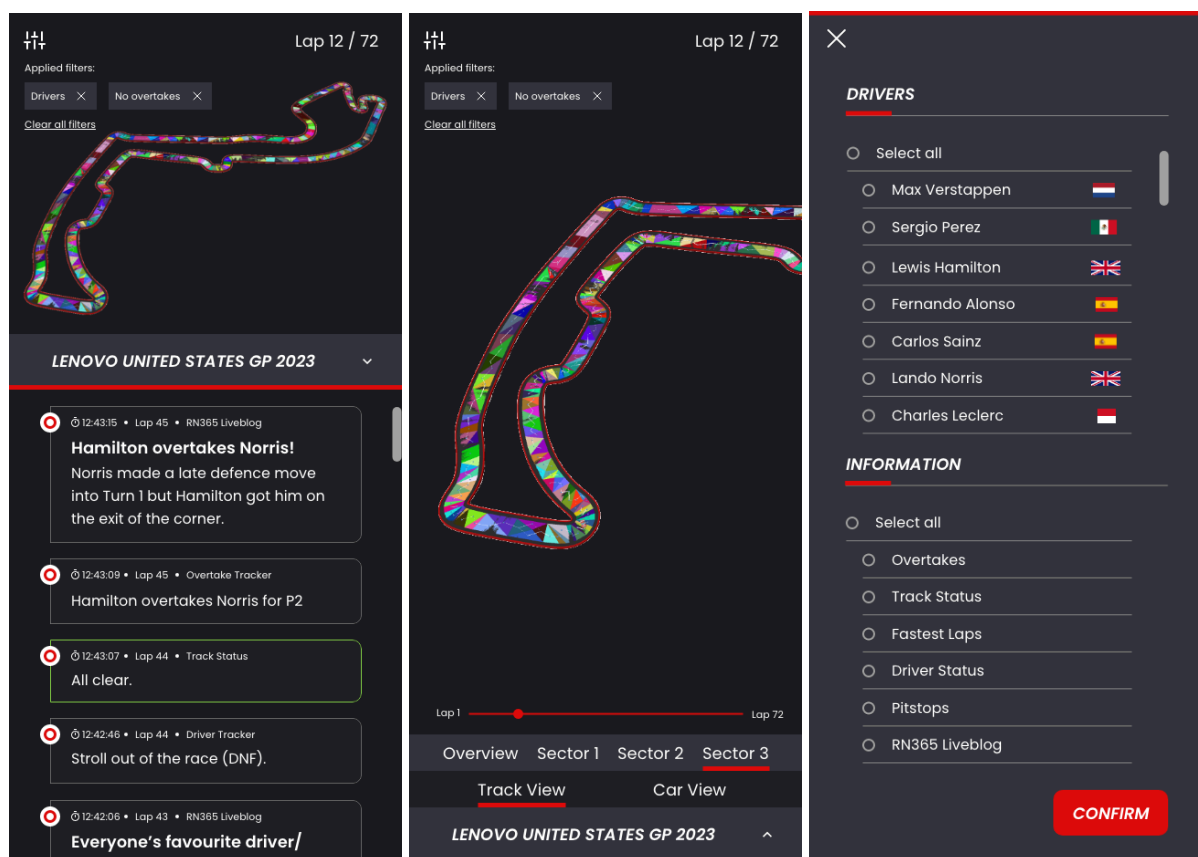 Lap 12 / 72
Applied filters:
Drivers
No overtakes
Clear all filters
LENOVO UNITED STATES GP 2023
12:43:15 • Lap 45 • RN365 Liveblog
Hamilton overtakes Norris!
Norris made a late defence move
into Turn 1 but Hamilton got him on
the exit of the corner.
12:43:09 • Lap 45 • Overtake Tracker
Hamilton overtakes Norris for P2
12:43:07 • Lap 44 • Track Status
All clear.
12:42:46 • Lap 44 • Driver Tracker
Stroll out of the race (DNF).
12:42:06 • Lap 43 • RN365 Liveblog
Everyone’s favourite driver/
Lap 12 / 72
Applied filters:
Drivers
No overtakes
Clear all filters
Lap 1
Lap 72
Overview Sector 1 Sector 2 Sector 3
Track View Car View
LENOVO UNITED STATES GP 2023
DRIVERS
Select all
Max Verstappen
Sergio Perez
Lewis Hamilton
Fernando Alonso
Carlos Sainz
Lando Norris
Charles Leclerc
INFORMATION
Select all
Overtakes
Track Status
Fastest Laps
Driver Status
Pitstops
RN365 Liveblog
CONFIRM